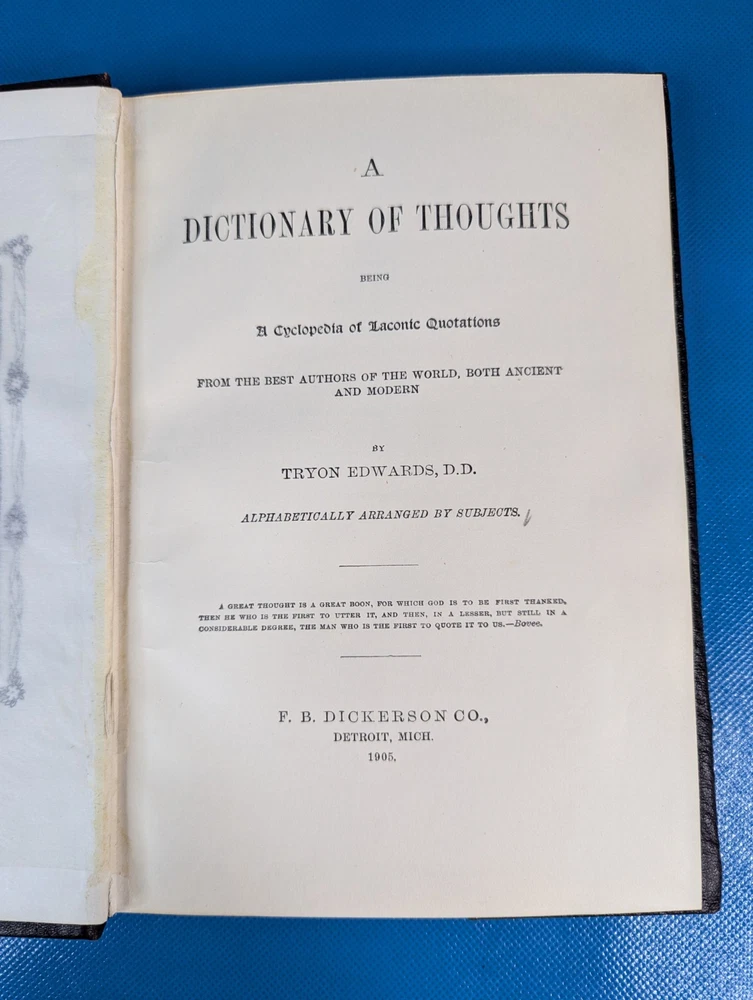 A
DICTIONARY OF THOUGHTS
BEING
A Cyclopedia of Laconic Quotations
FROM THE BEST AUTHORS OF THE WORLD, BOTH ANCIENT
AND MODERN
BY
TRYON EDWARDS, D.D.
ALPHABETICALLY ARRANGED BY SUBJECTS.
A GREAT THOUGHT IS A GREAT BOON, FOR WHICH GOD IS TO BE FIRST THANKED,
THEN HE WHO IS THE FIRST TO UTTER IT, AND THEN, IN A LESSER, BUT STILL IN A
CONSIDERABLE DEGREE, THE MAN WHO IS THE FIRST TO QUOTE IT TO US.—Bovee.
F. B. DICKERSON CO.,
DETROIT, MICH.
1905,